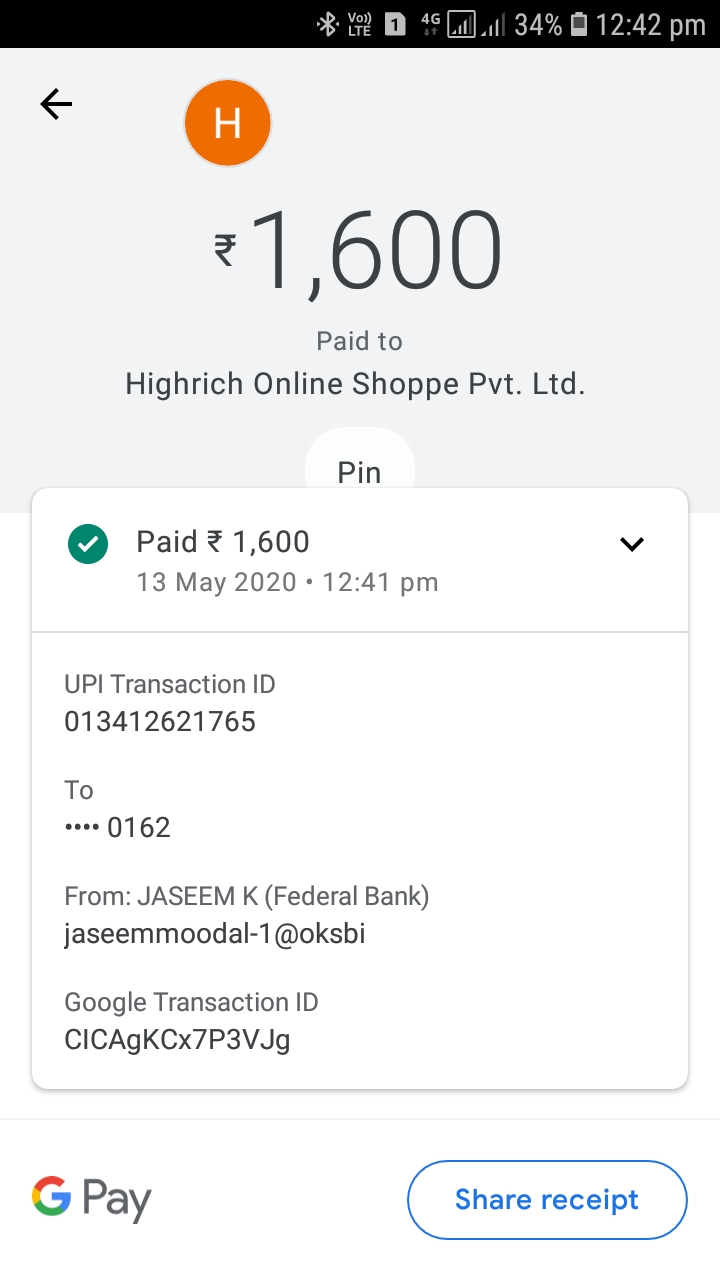 Vo)) LTE 1 4G 34% 12:42 pm
H
₹1,600
Paid to
Highrich Online Shoppe Pvt. Ltd.
Pin
Paid ₹ 1,600
13 May 2020 • 12:41 pm
UPI Transaction ID
013412621765
To
•••• 0162
From: JASEEM K (Federal Bank)
jaseemmoodal-1@oksbi
Google Transaction ID
CICAgKCx7P3VJg
G Pay
Share receipt